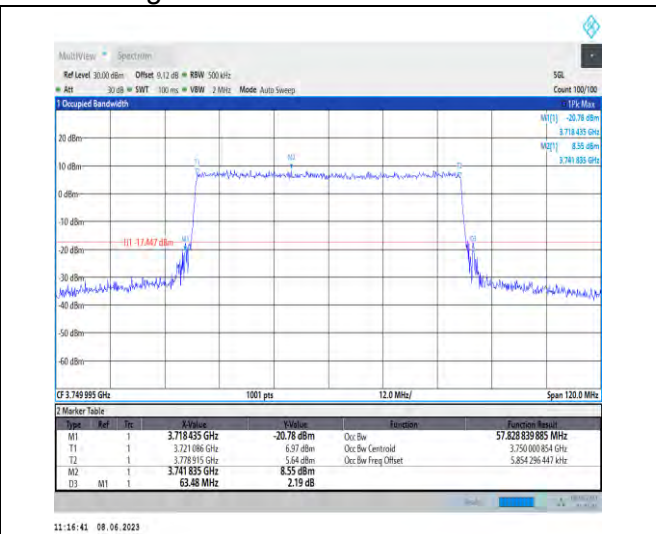 MultiView Spectrum
Ref Level 30.00 dBm Offset 9.12 dB RBW 500 kHz SGL
Att 30 dB SWT 100 ms VBW 2 MHz Mode Auto Sweep Count 100/100
1 Occupied Bandwidth 1Pk Max
M1[1] -20.78 dBm
3.718 435 GHz
M2[1] 8.55 dBm
3.741 835 GHz
20 dBm
10 dBm
T1 M2 T2
0 dBm
-10 dBm
H1 -17.447 dBm M1 D3
-20 dBm
-30 dBm
-40 dBm
-50 dBm
-60 dBm
CF 3.749 995 GHz 1001 pts 12.0 MHz/ Span 120.0 MHz
2 Marker Table
Type Ref Trc X-Value Y-Value Function Function Result
M1 1 3.718 435 GHz -20.78 dBm Occ Bw 57.828 839 885 MHz
T1 1 3.721 086 GHz 6.97 dBm Occ Bw Centroid 3.750 000 854 GHz
T2 1 3.778 915 GHz 5.64 dBm Occ Bw Freq Offset 5.854 296 447 kHz
M2 1 3.741 835 GHz 8.55 dBm
D3 M1 1 63.48 MHz 2.19 dB
11:16:41 08.06.2023